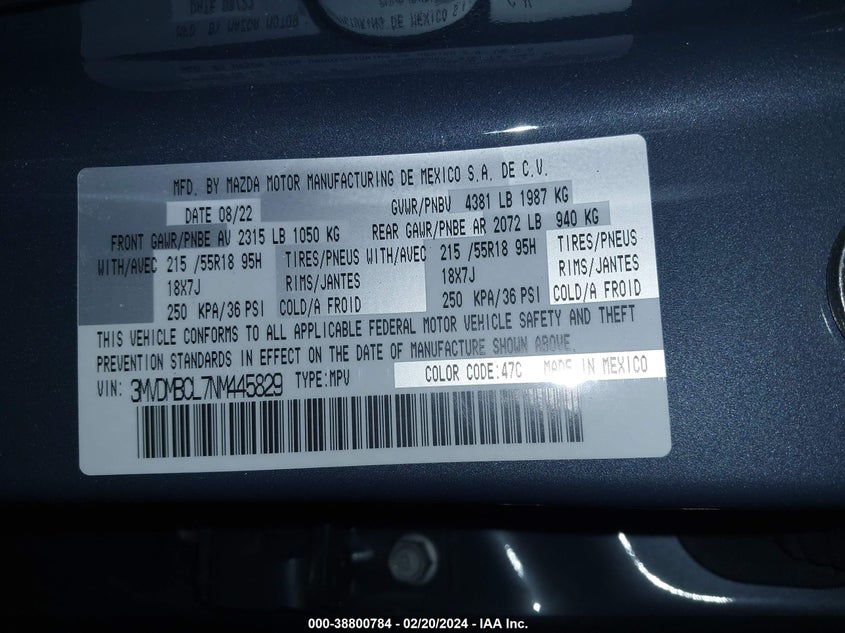 MFD. BY MAZDA MOTOR MANUFACTURING DE MEXICO S.A. DE C.V.
DATE 08/22 GVWR/PNBV 4381 LB 1987 KG
FRONT GAWR/PNBE AV 2315 LB 1050 KG REAR GAWR/PNBE AR 2072 LB 940 KG
WITH/AVEC 215 /55R18 95H TIRES/PNEUS WITH/AVEC 215 /55R18 95H TIRES/PNEUS
18X7J RIMS/JANTES 18X7J RIMS/JANTES
250 KPA/36 PSI COLD/A FROID 250 KPA/36 PSI COLD/A FROID
THIS VEHICLE CONFORMS TO ALL APPLICABLE FEDERAL MOTOR VEHICLE SAFETY AND THEFT
PREVENTION STANDARDS IN EFFECT ON THE DATE OF MANUFACTURE SHOWN ABOVE.
VIN: 3MVDMBCL7NM445829 TYPE:MPV COLOR CODE:47C MADE IN MEXICO
000-38800784 - 02/20/2024 - IAA Inc.